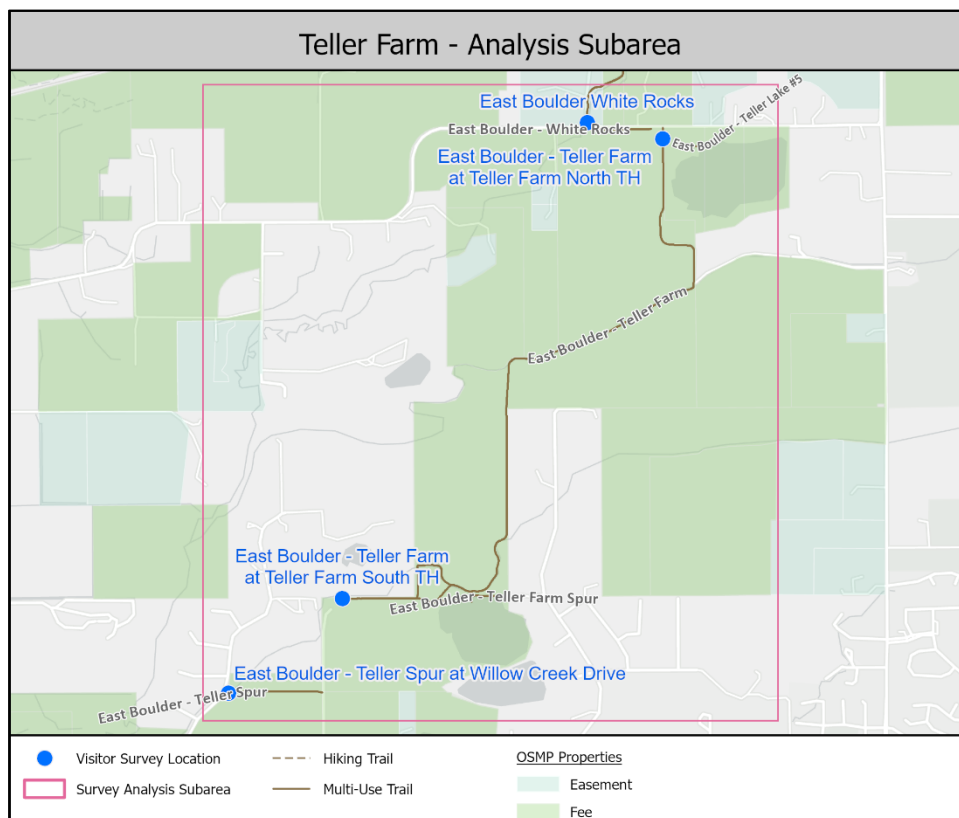 Teller Farm - Analysis Subarea
East Boulder White Rocks
East Boulder - White Rocks
East Boulder - Teller Lake #5
East Boulder - Teller Farm
at Teller Farm North TH
East Boulder - Teller Farm
East Boulder - Teller Farm
at Teller Farm South TH
East Boulder - Teller Farm Spur
East Boulder - Teller Spur at Willow Creek Drive
East Boulder - Teller Spur
Visitor Survey Location
Hiking Trail
OSMP Properties
Survey Analysis Subarea
Multi-Use Trail
Easement
Fee